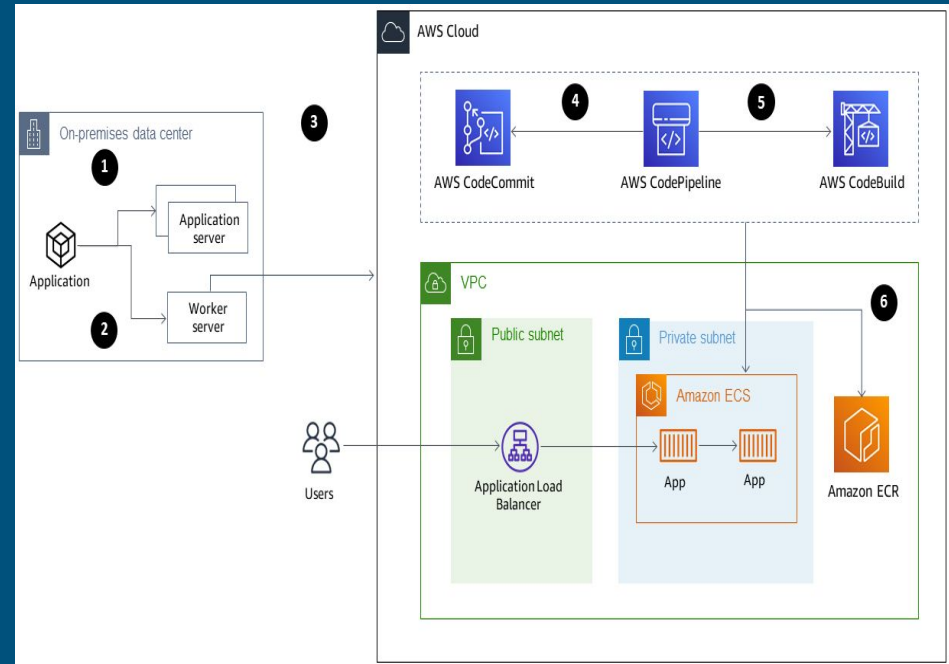 AWS Cloud
3
4
5
AWS CodeCommit
AWS CodePipeline
AWS CodeBuild
On-premises data center
1
Application
server
Application
2
Worker
server
VPC
6
Public subnet
Private subnet
Amazon ECS
App
App
Application Load
Balancer
Amazon ECR
Users